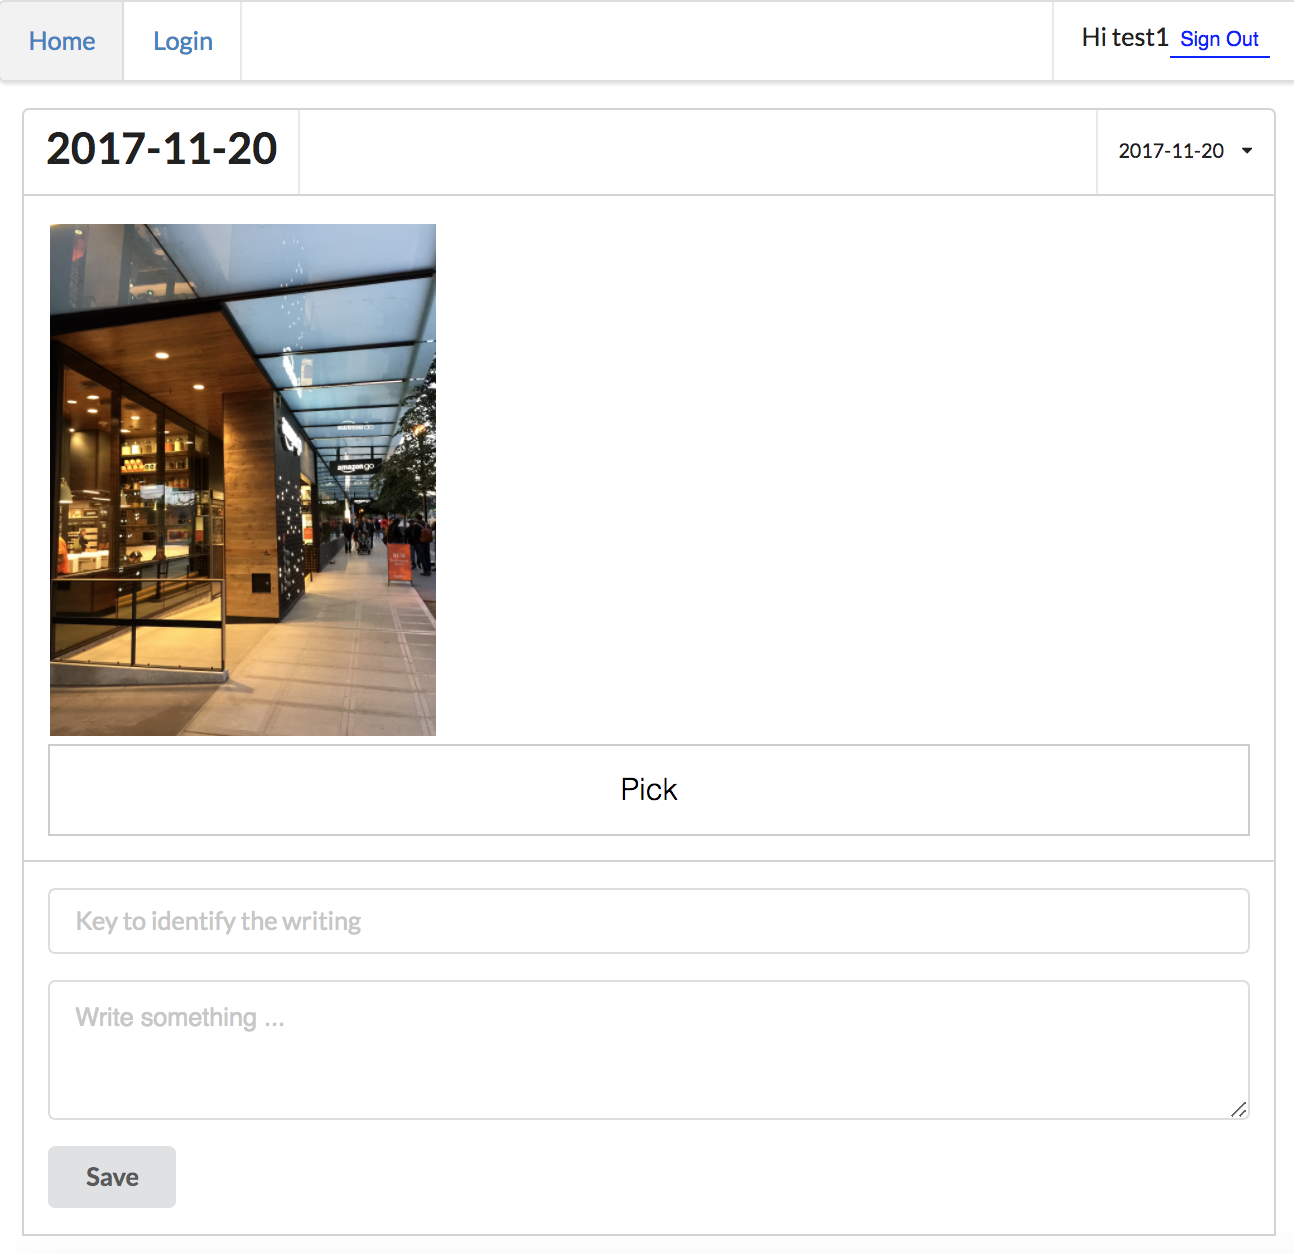 Home
Login
Hi test1 Sign Out
2017-11-20
2017-11-20
amazon go
Pick
Key to identify the writing
Write something ...
Save